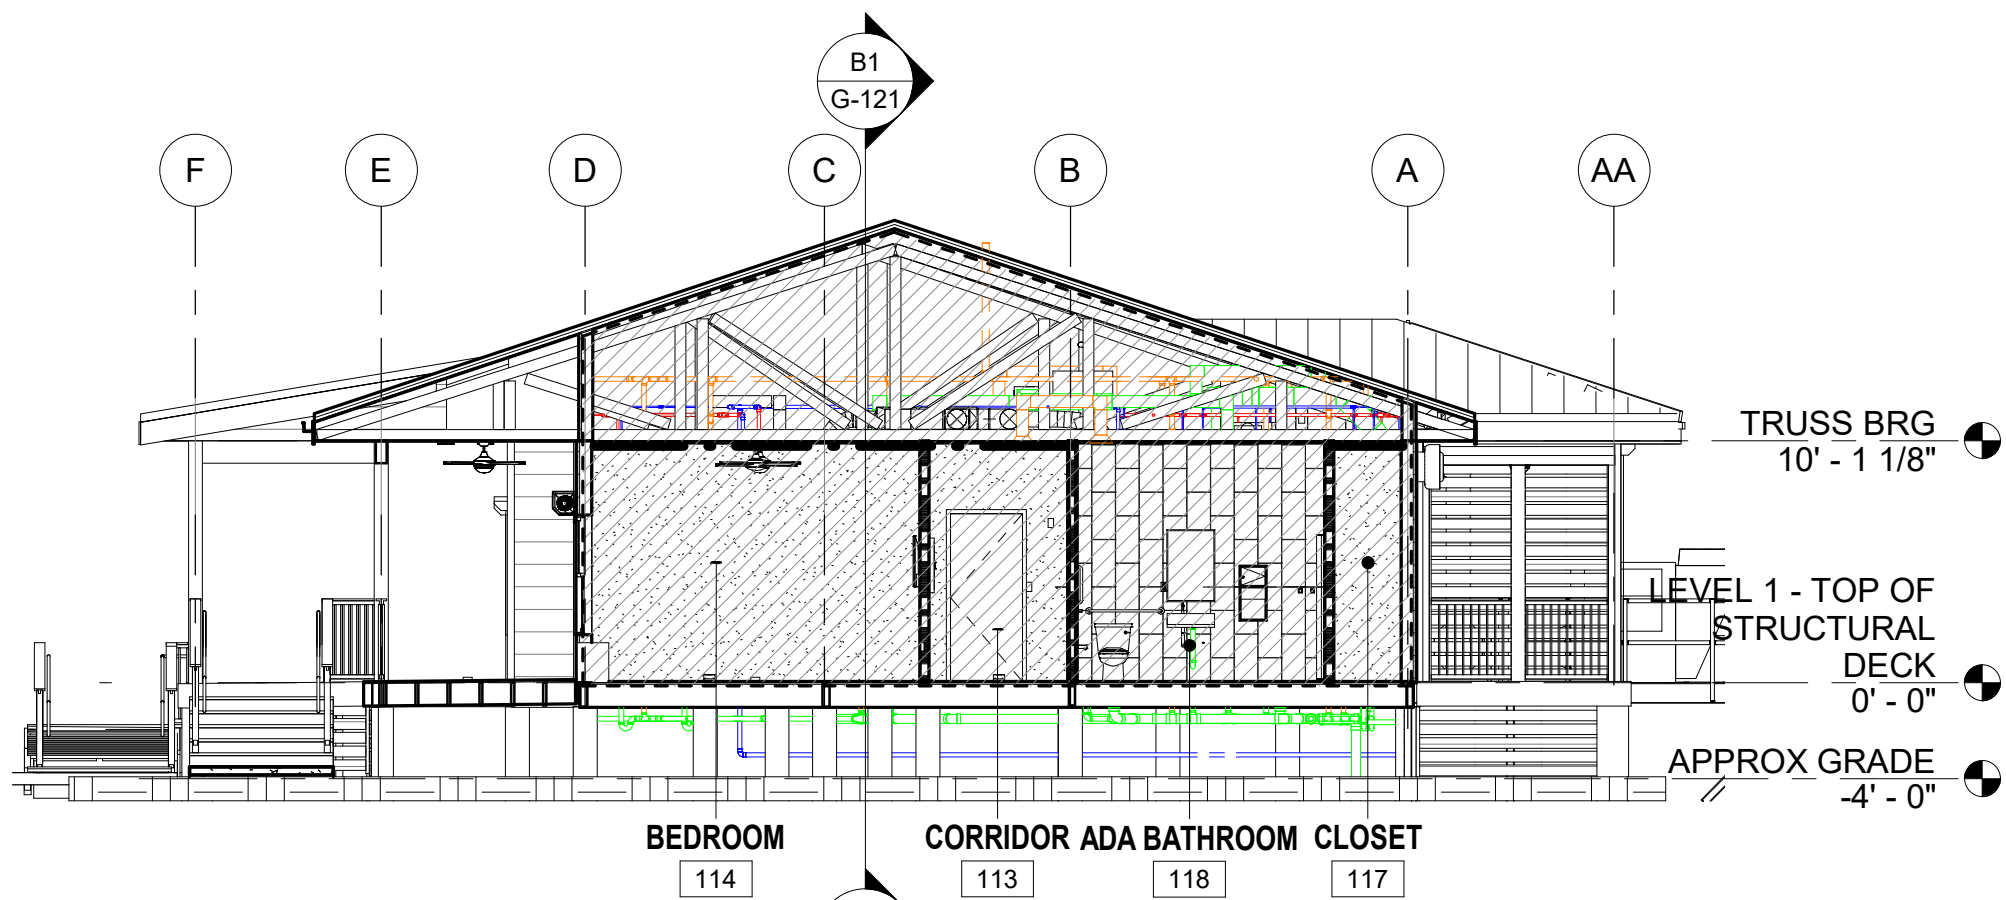 B1
G-121
F
E
D
C
B
A
AA
TRUSS BRG
10' - 1 1/8"
LEVEL 1 - TOP OF
STRUCTURAL
DECK
0' - 0"
APPROX GRADE
-4' - 0"
BEDROOM
114
CORRIDOR
113
ADA BATHROOM
118
CLOSET
117